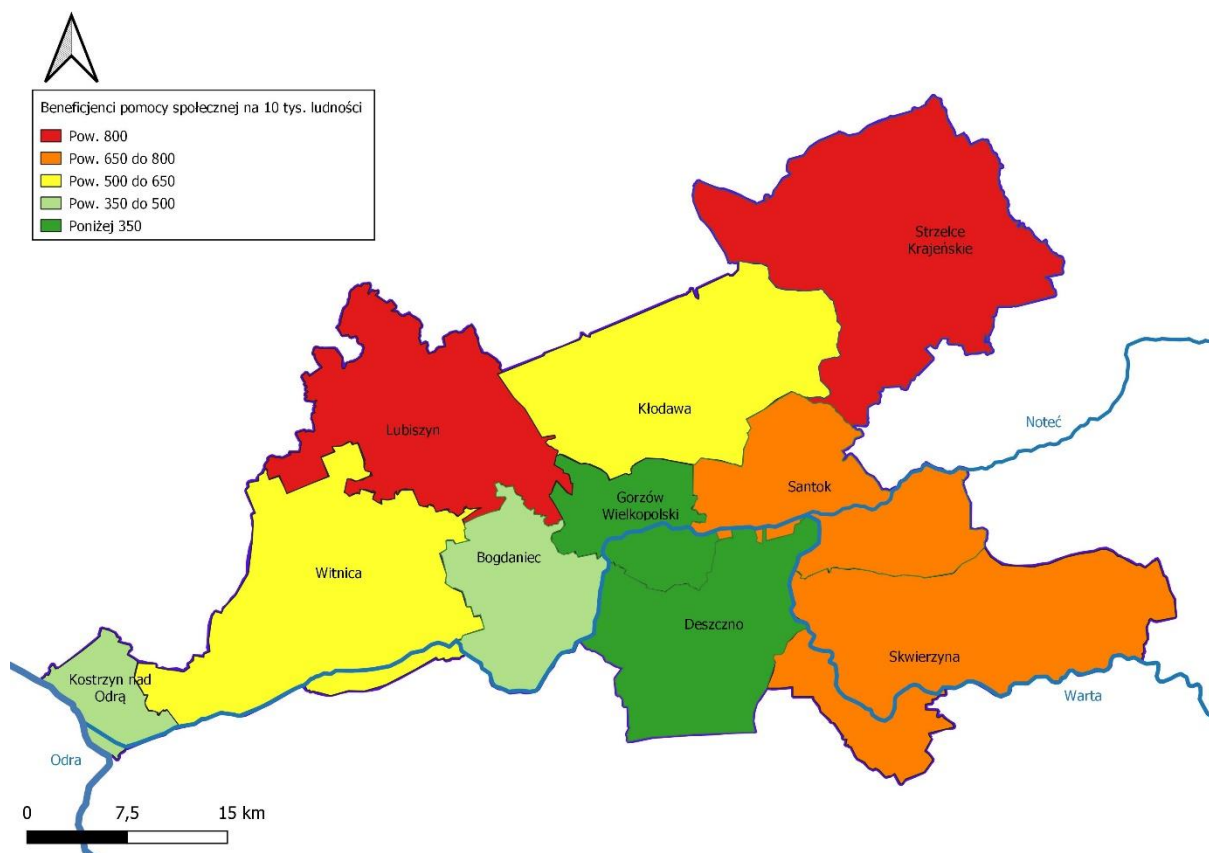 Beneficjenci pomocy społecznej na 10 tys. ludności
Pow. 800
Pow. 650 do 800
Pow. 500 do 650
Pow. 350 do 500
Poniżej 350
Strzelce
Krajeńskie
Kłodawa
Lubiszyn
Noteć
Santok
Gorzów
Wielkopolski
Bogdaniec
Witnica
Deszczno
Skwierzyna
Kostrzyn nad
Odrą
Warta
Odra
0 7,5 15 km